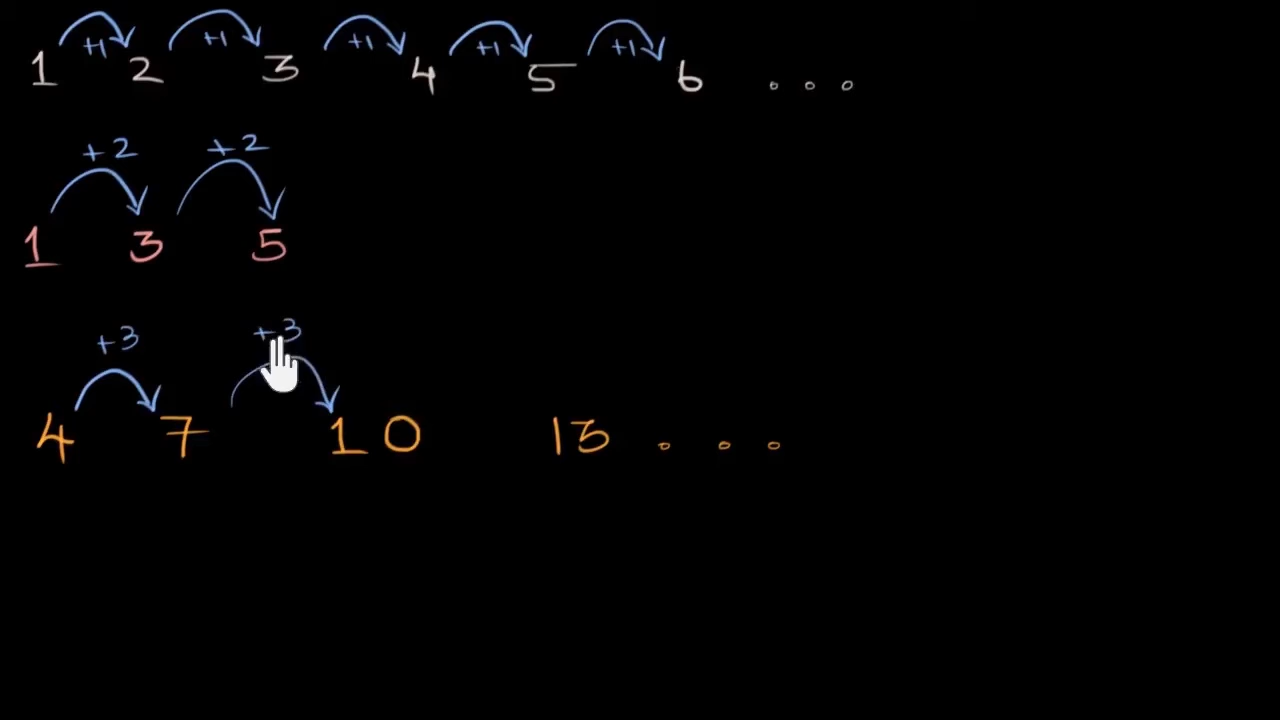 +1 +1 +1 +1 +1
1 2 3 4 5 6 . . .
+2 +2
1 3 5
+3 +3
4 7 10 13 . . .